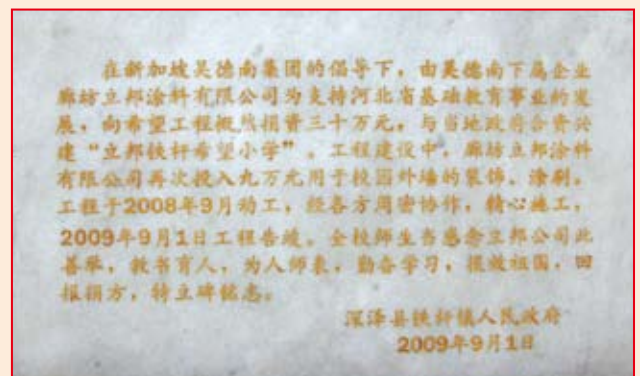 在新加坡吴德南集团的倡导下，由吴德南下属企业
廊坊立邦涂料有限公司为支持河北省基础教育事业的发
展，向希望工程慨然捐资三十万元，与当地政府合资兴
建“立邦铁杆希望小学”。工程建设中，廊坊立邦涂料
有限公司再次投入九万元用于校园外墙的装饰、涂刷。
工程于2008年9月动工，经各方周密协作，精心施工，
2009年9月1日工程告竣。全校师生当感念立邦公司此
善举，教书育人，为人师表，勤奋学习，报效祖国，回
报捐方，特立碑铭志。
深泽县铁杆镇人民政府
2009年9月1日